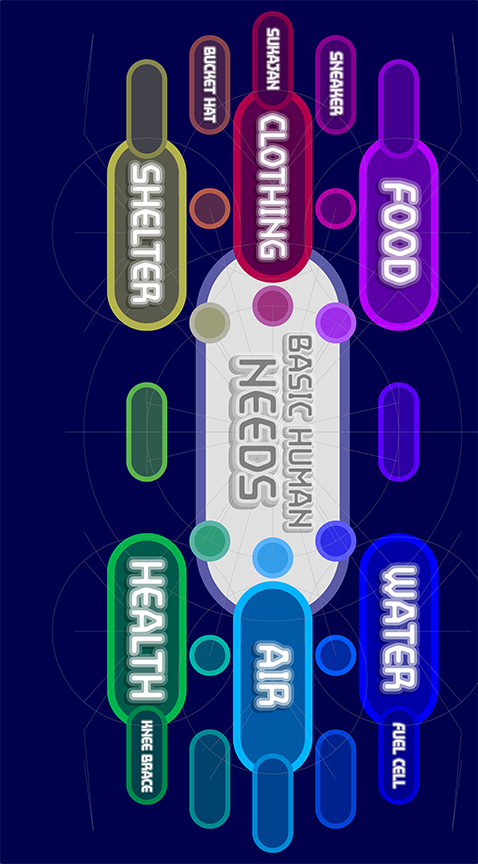 FOOD
WATER
FUEL CELL
SNEAKER
SUKAJAN
CLOTHING
BASIC HUMAN
NEEDS
AIR
BUCKET HAT
SHELTER
HEALTH
KNEE BRACE